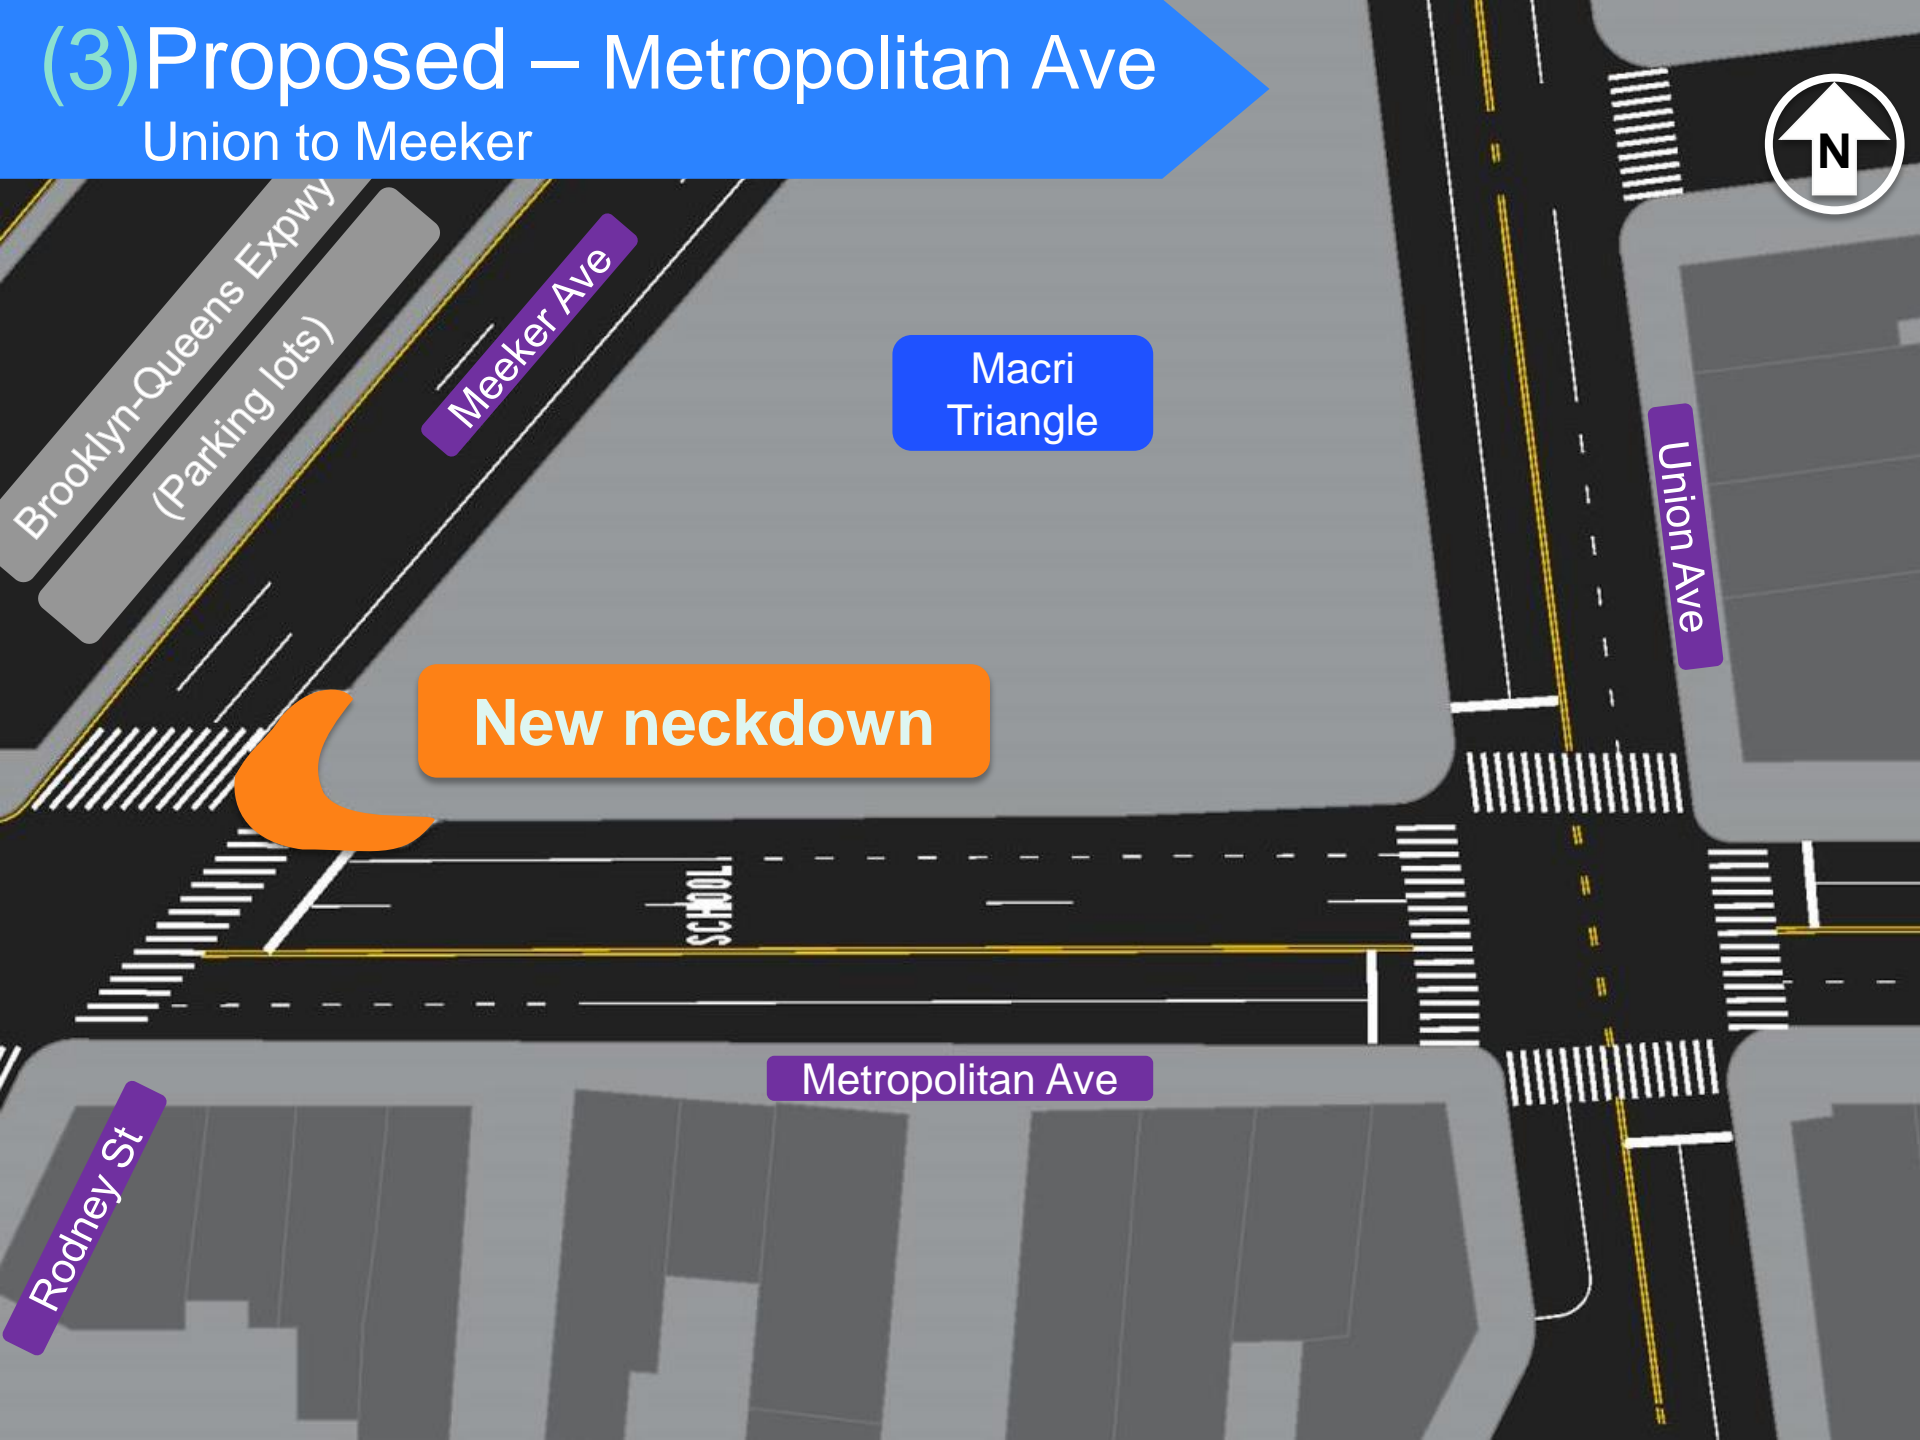 (3)Proposed – Metropolitan Ave
Union to Meeker
N
Brooklyn-Queens Expwy
(Parking lots)
Meeker Ave
Macri
Triangle
Union Ave
New neckdown
SCHOOL
Metropolitan Ave
Rodney St